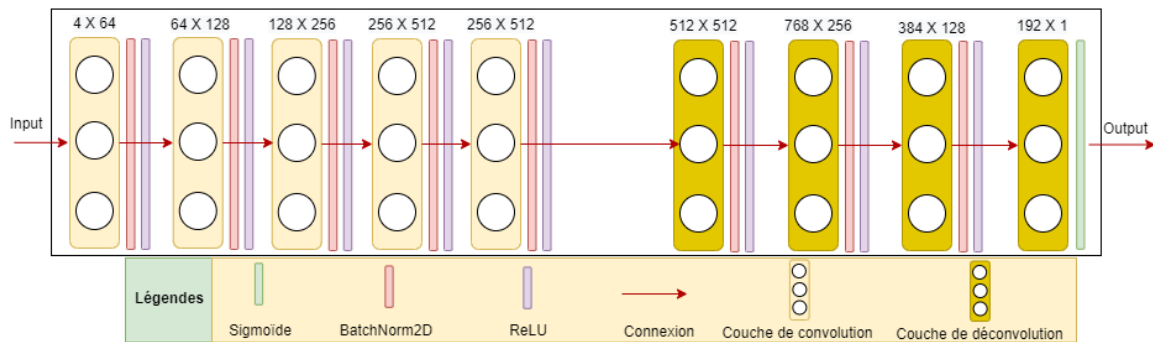 4 X 64
64 X 128
128 X 256
256 X 512
256 X 512
512 X 512
768 X 256
384 X 128
192 X 1
Input
Output
Légendes
Sigmoïde
BatchNorm2D
ReLU
Connexion
Couche de convolution
Couche de déconvolution